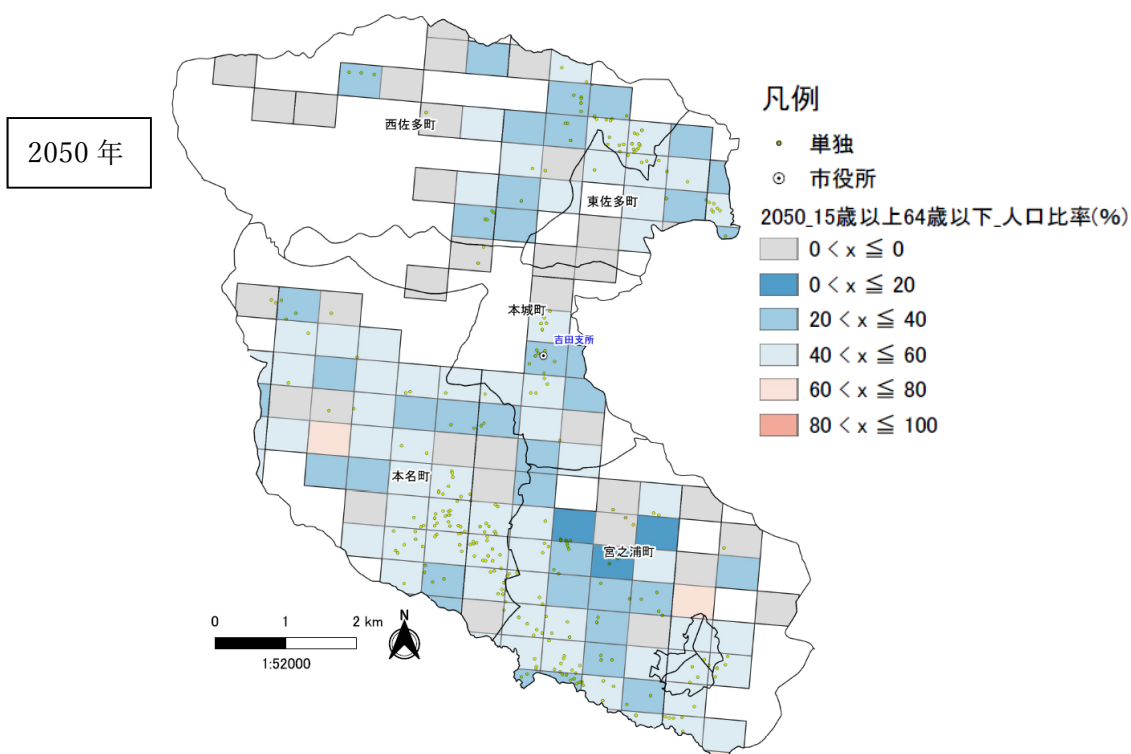 2050 年
西佐多町
東佐多町
本城町
吉田支所
本名町
宮之浦町
凡例
単独
市役所
2050_15歳以上64歳以下_人口比率(%)
0 < x ≦ 0
0 < x ≦ 20
20 < x ≦ 40
40 < x ≦ 60
60 < x ≦ 80
80 < x ≦ 100
0 1 2 km
1:52000
N